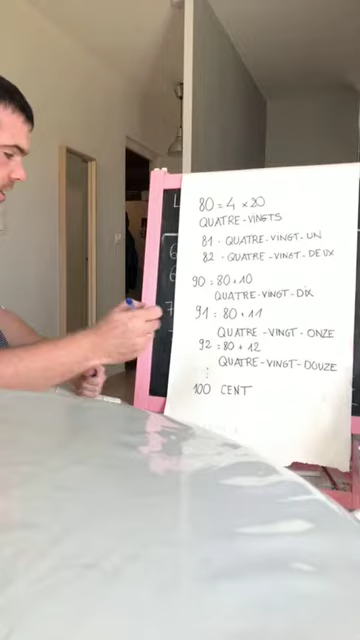 80 = 4 x 20
QUATRE-VINGTS
81 - QUATRE-VINGT-UN
82 - QUATRE-VINGT-DEUX
90 = 80 + 10
QUATRE-VINGT-DIX
91 = 80 + 11
QUATRE-VINGT-ONZE
92 = 80 + 12
QUATRE-VINGT-DOUZE
⋮
100 CENT